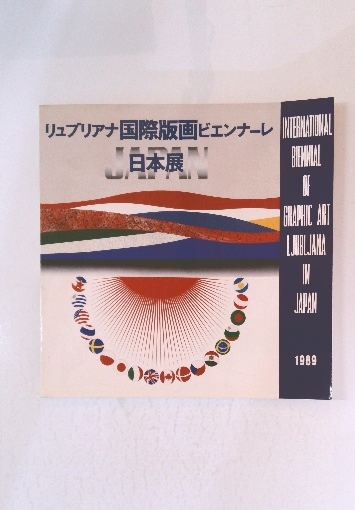 リュブリアナ国際版画ビエンナーレ
JAPAN
日本展
INTERNATIONAL
BIENNIAL
OF
GRAPHIC ART
LJUBLJANA
IN
JAPAN
1989